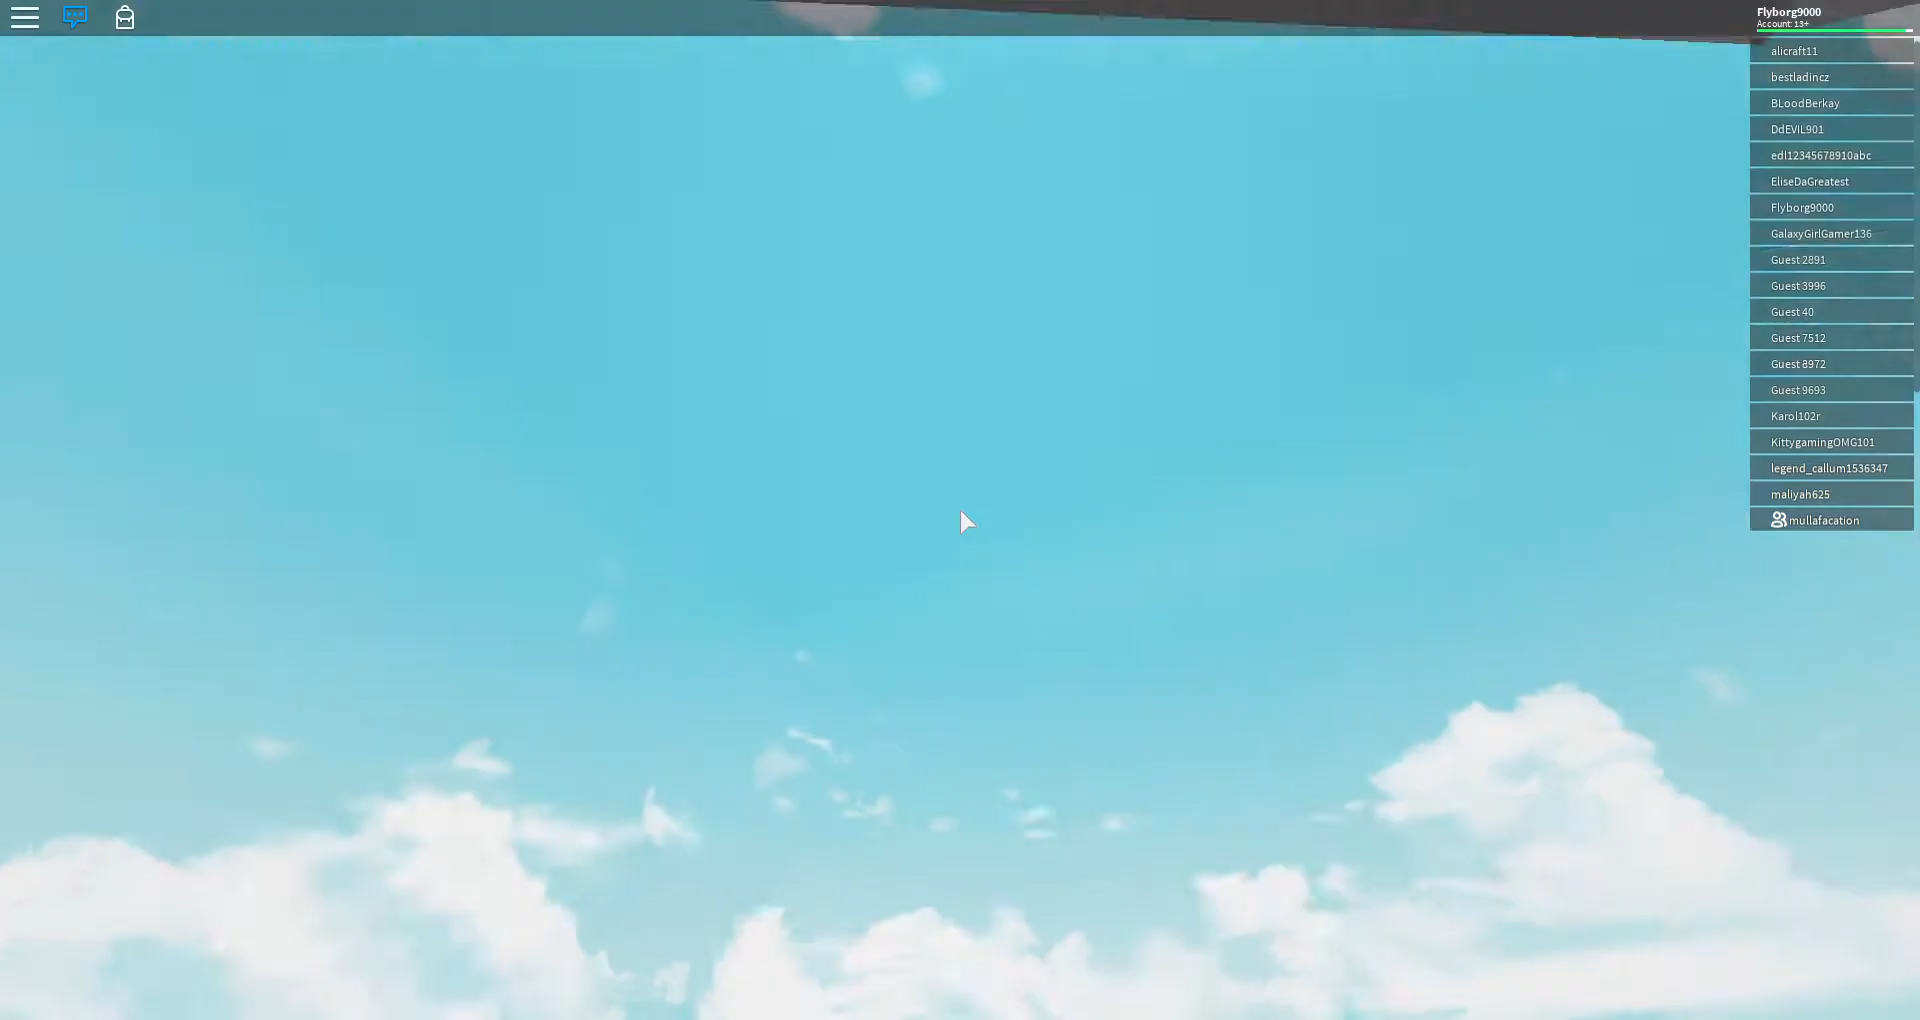 Flyborg9000
Account: 13+
alicraft11
bestladincz
BLoodBerkay
DdEVIL901
edl12345678910abc
EliseDaGreatest
Flyborg9000
GalaxyGirlGamer136
Guest 2891
Guest 3996
Guest 40
Guest 7512
Guest 8972
Guest 9693
Karol102r
KittygamingOMG101
legend_callum1536347
maliyah625
mullafacation